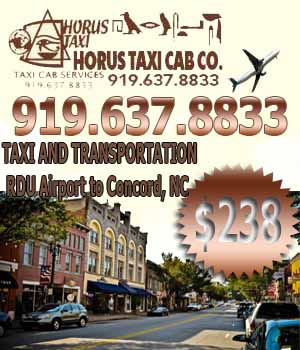 HORUS
TAXI
HORUS TAXI CAB CO.
TAXI CAB SERVICES
919.637.8833
919.637.8833
919.637.8833
TAXI AND TRANSPORTATION
RDU Airport to Concord, NC
$238